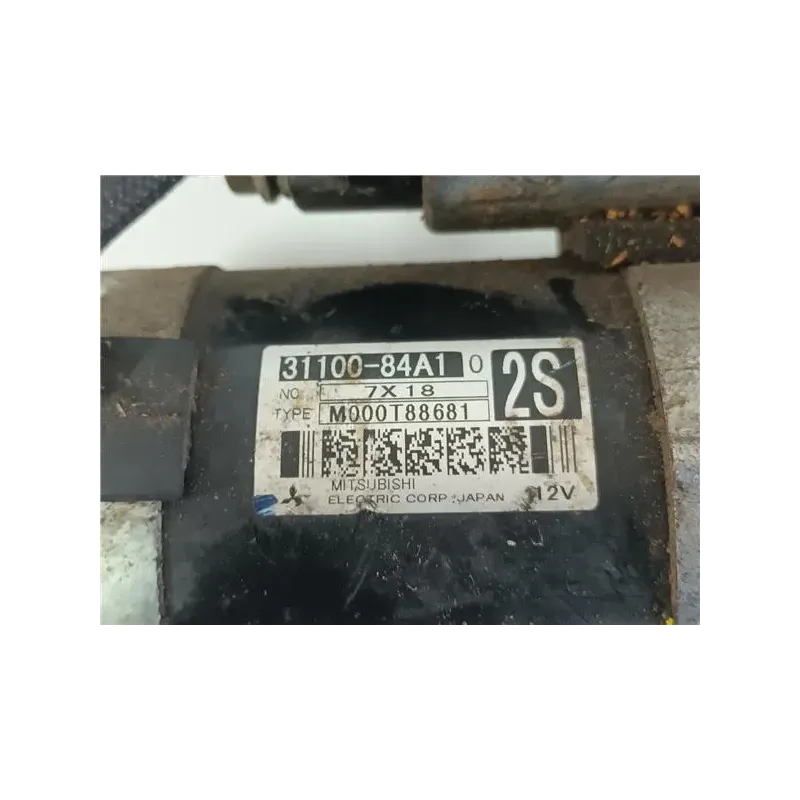 31100-84A1 0
2S
NO 7X18
TYPE M000T88681
MITSUBISHI
ELECTRIC CORP. JAPAN 12V